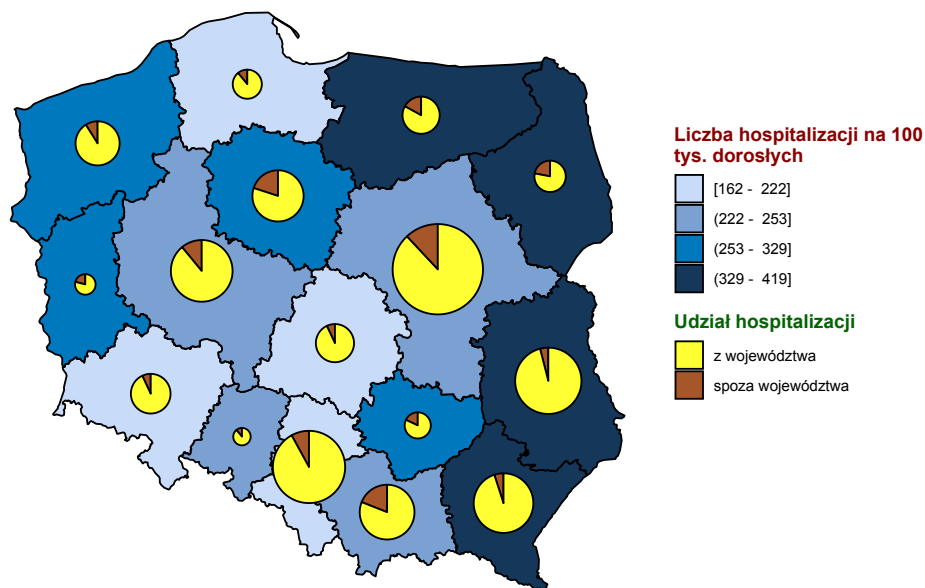 Liczba hospitalizacji na 100
tys. dorosłych
[162 - 222]
(222 - 253]
(253 - 329]
(329 - 419]
Udział hospitalizacji
z województwa
spoza województwa